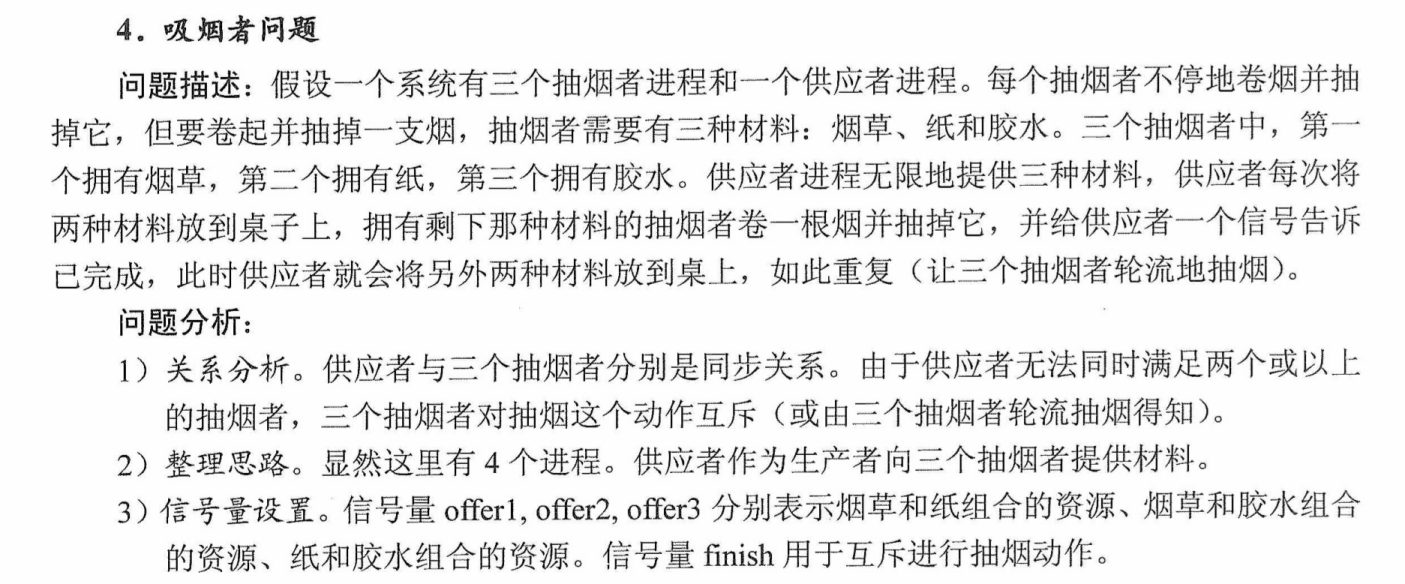 4．吸烟者问题
问题描述：假设一个系统有三个抽烟者进程和一个供应者进程。每个抽烟者不停地卷烟并抽
掉它，但要卷起并抽掉一支烟，抽烟者需要有三种材料：烟草、纸和胶水。三个抽烟者中，第一
个拥有烟草，第二个拥有纸，第三个拥有胶水。供应者进程无限地提供三种材料，供应者每次将
两种材料放到桌子上，拥有剩下那种材料的抽烟者卷一根烟并抽掉它，并给供应者一个信号告诉
已完成，此时供应者就会将另外两种材料放到桌上，如此重复（让三个抽烟者轮流地抽烟）。
问题分析：
1）关系分析。供应者与三个抽烟者分别是同步关系。由于供应者无法同时满足两个或以上
的抽烟者，三个抽烟者对抽烟这个动作互斥（或由三个抽烟者轮流抽烟得知）。
2）整理思路。显然这里有 4 个进程。供应者作为生产者向三个抽烟者提供材料。
3）信号量设置。信号量 offer1, offer2, offer3 分别表示烟草和纸组合的资源、烟草和胶水组合
的资源、纸和胶水组合的资源。信号量 finish 用于互斥进行抽烟动作。